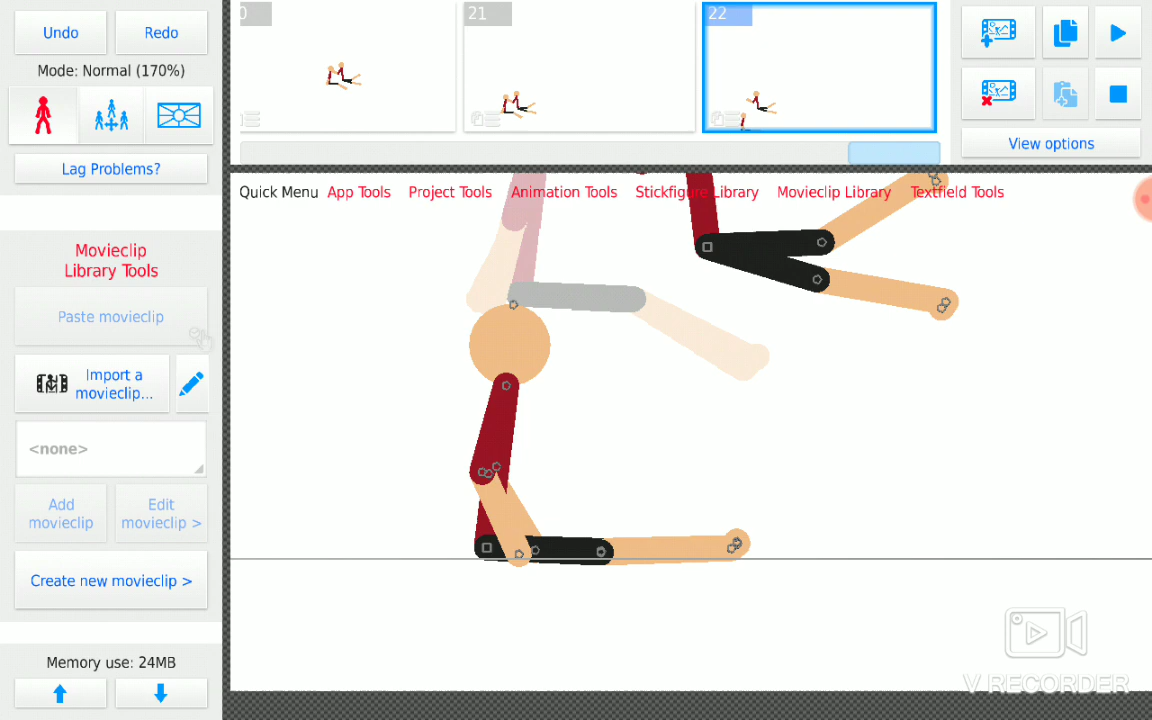 Undo
Redo
Mode: Normal (170%)
Lag Problems?
0
21
22
View options
Quick Menu App Tools Project Tools Animation Tools Stickfigure Library Movieclip Library Textfield Tools
Movieclip
Library Tools
Paste movieclip
Import a
movieclip...
<none>
Add
movieclip
Edit
movieclip >
Create new movieclip >
Memory use: 24MB
V RECORDER